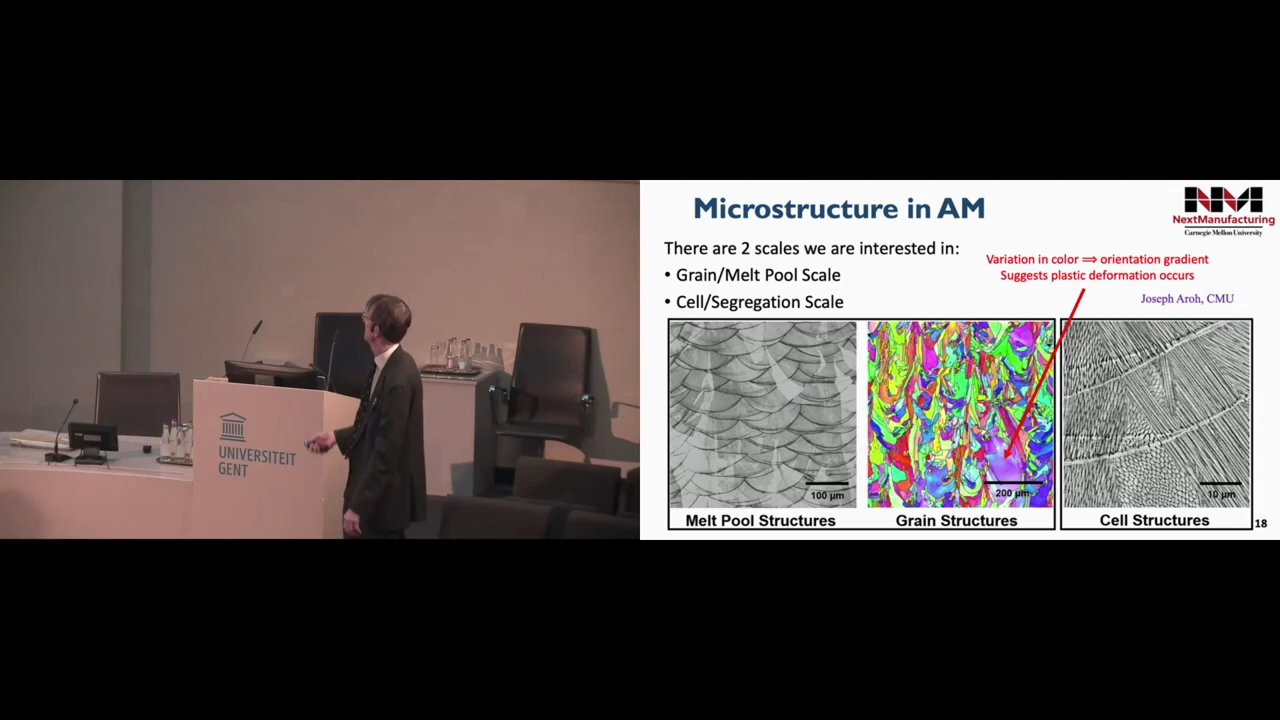 UNIVERSITEIT
GENT
Microstructure in AM
NextManufacturing
Carnegie Mellon University
There are 2 scales we are interested in:
• Grain/Melt Pool Scale
• Cell/Segregation Scale
Variation in color ⟹ orientation gradient
Suggests plastic deformation occurs
Joseph Aroh, CMU
100 µm
200 µm
10 µm
Melt Pool Structures
Grain Structures
Cell Structures
18